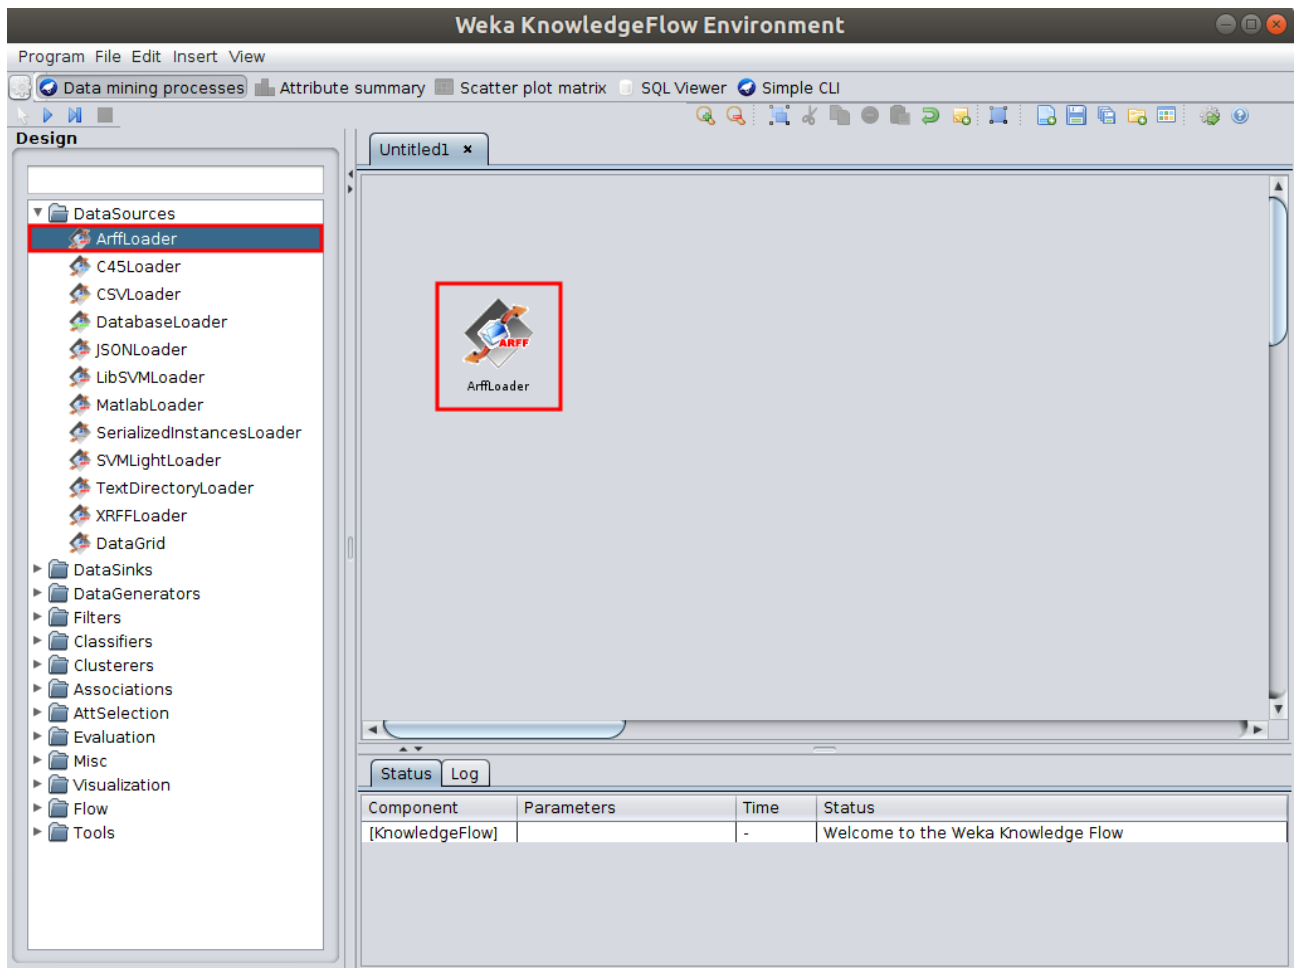 Weka KnowledgeFlow Environment
Program File Edit Insert View
Data mining processes Attribute summary Scatter plot matrix SQL Viewer Simple CLI
Design
Untitled1
DataSources
ArffLoader
C45Loader
CSVLoader
DatabaseLoader
JSONLoader
LibSVMLoader
MatlabLoader
SerializedInstancesLoader
SVMLightLoader
TextDirectoryLoader
XRFFLoader
DataGrid
DataSinks
DataGenerators
Filters
Classifiers
Clusterers
Associations
AttSelection
Evaluation
Misc
Visualization
Flow
Tools
ARFF
ArffLoader
Status Log
Component Parameters Time Status
[KnowledgeFlow] - Welcome to the Weka Knowledge Flow